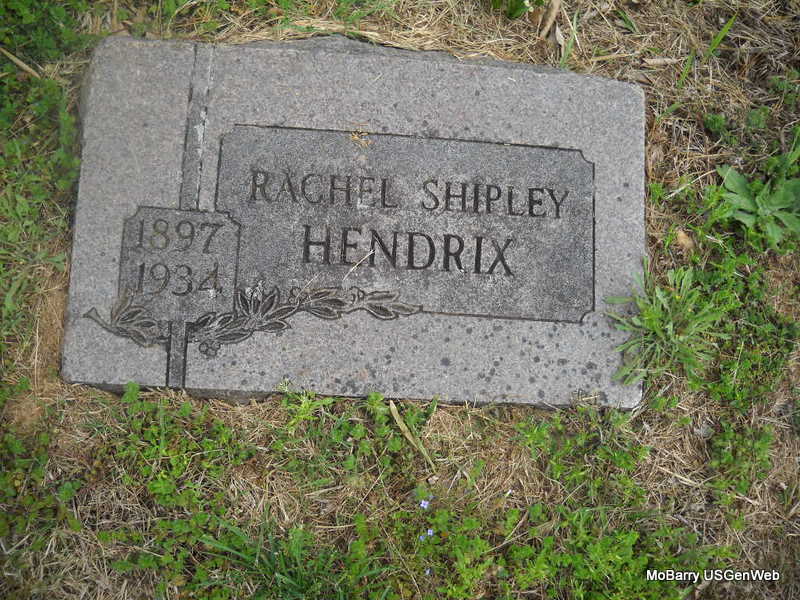 RACHEL SHIPLEY
HENDRIX
1897
1934
MoBarry USGenWeb